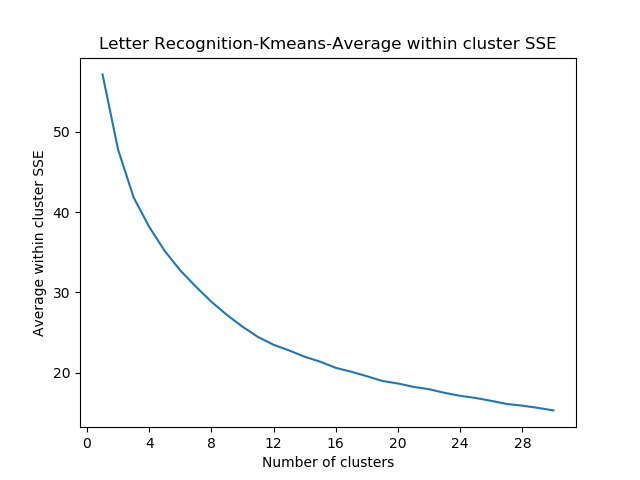 Letter Recognition-Kmeans-Average within cluster SSE
Average within cluster SSE
50
40
30
20
0 4 8 12 16 20 24 28
Number of clusters